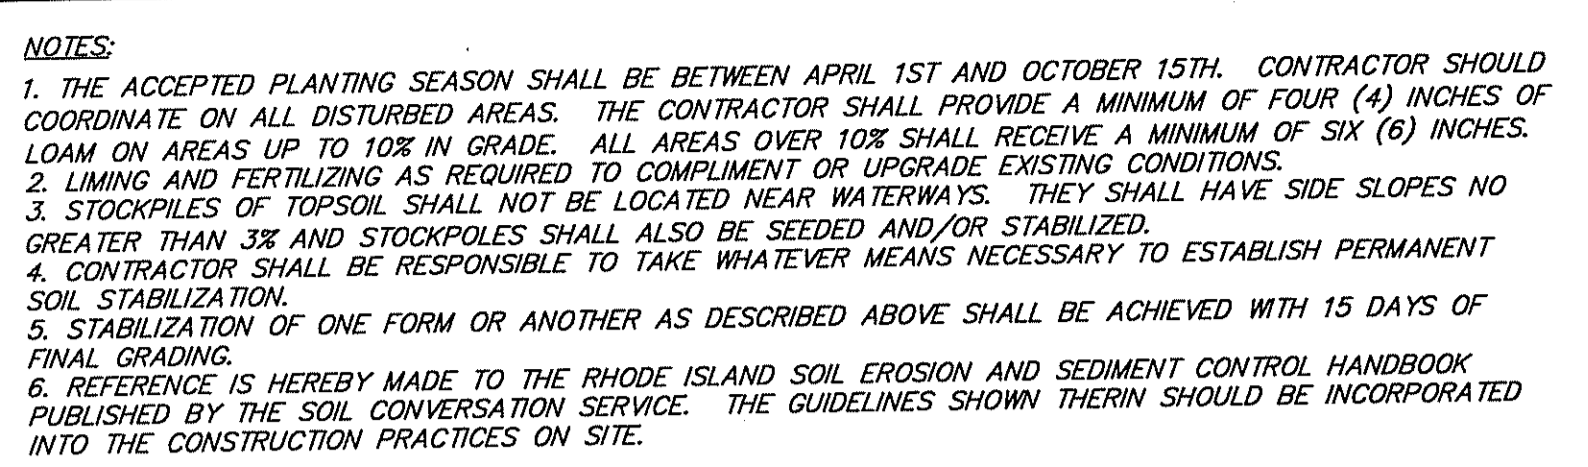 NOTES:
1. THE ACCEPTED PLANTING SEASON SHALL BE BETWEEN APRIL 1ST AND OCTOBER 15TH. CONTRACTOR SHOULD
COORDINATE ON ALL DISTURBED AREAS. THE CONTRACTOR SHALL PROVIDE A MINIMUM OF FOUR (4) INCHES OF
LOAM ON AREAS UP TO 10% IN GRADE. ALL AREAS OVER 10% SHALL RECEIVE A MINIMUM OF SIX (6) INCHES.
2. LIMING AND FERTILIZING AS REQUIRED TO COMPLIMENT OR UPGRADE EXISTING CONDITIONS.
3. STOCKPILES OF TOPSOIL SHALL NOT BE LOCATED NEAR WATERWAYS. THEY SHALL HAVE SIDE SLOPES NO
GREATER THAN 3% AND STOCKPOLES SHALL ALSO BE SEEDED AND/OR STABILIZED.
4. CONTRACTOR SHALL BE RESPONSIBLE TO TAKE WHATEVER MEANS NECESSARY TO ESTABLISH PERMANENT
SOIL STABILIZATION.
5. STABILIZATION OF ONE FORM OR ANOTHER AS DESCRIBED ABOVE SHALL BE ACHIEVED WITH 15 DAYS OF
FINAL GRADING.
6. REFERENCE IS HEREBY MADE TO THE RHODE ISLAND SOIL EROSION AND SEDIMENT CONTROL HANDBOOK
PUBLISHED BY THE SOIL CONVERSATION SERVICE. THE GUIDELINES SHOWN THERIN SHOULD BE INCORPORATED
INTO THE CONSTRUCTION PRACTICES ON SITE.